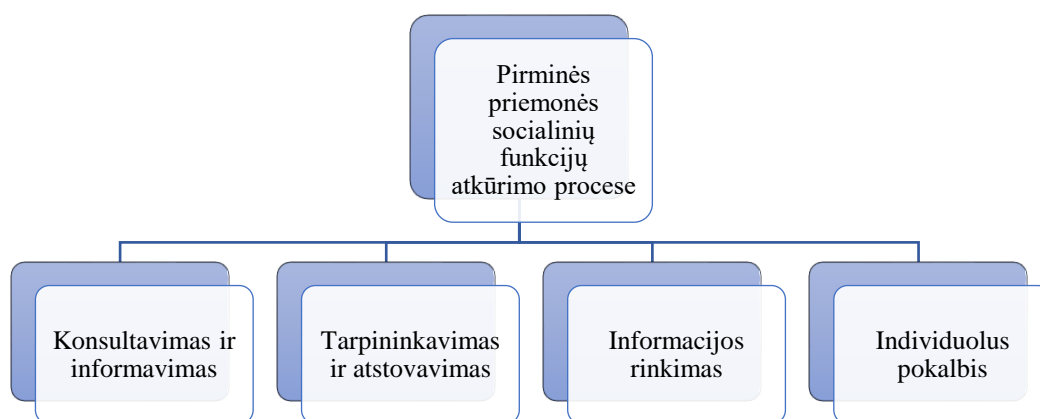 Pirminės
priemonės
socialinių
funkcijų
atkūrimo procese
Konsultavimas ir
informavimas
Tarpininkavimas
ir atstovavimas
Informacijos
rinkimas
Individuolus
pokalbis